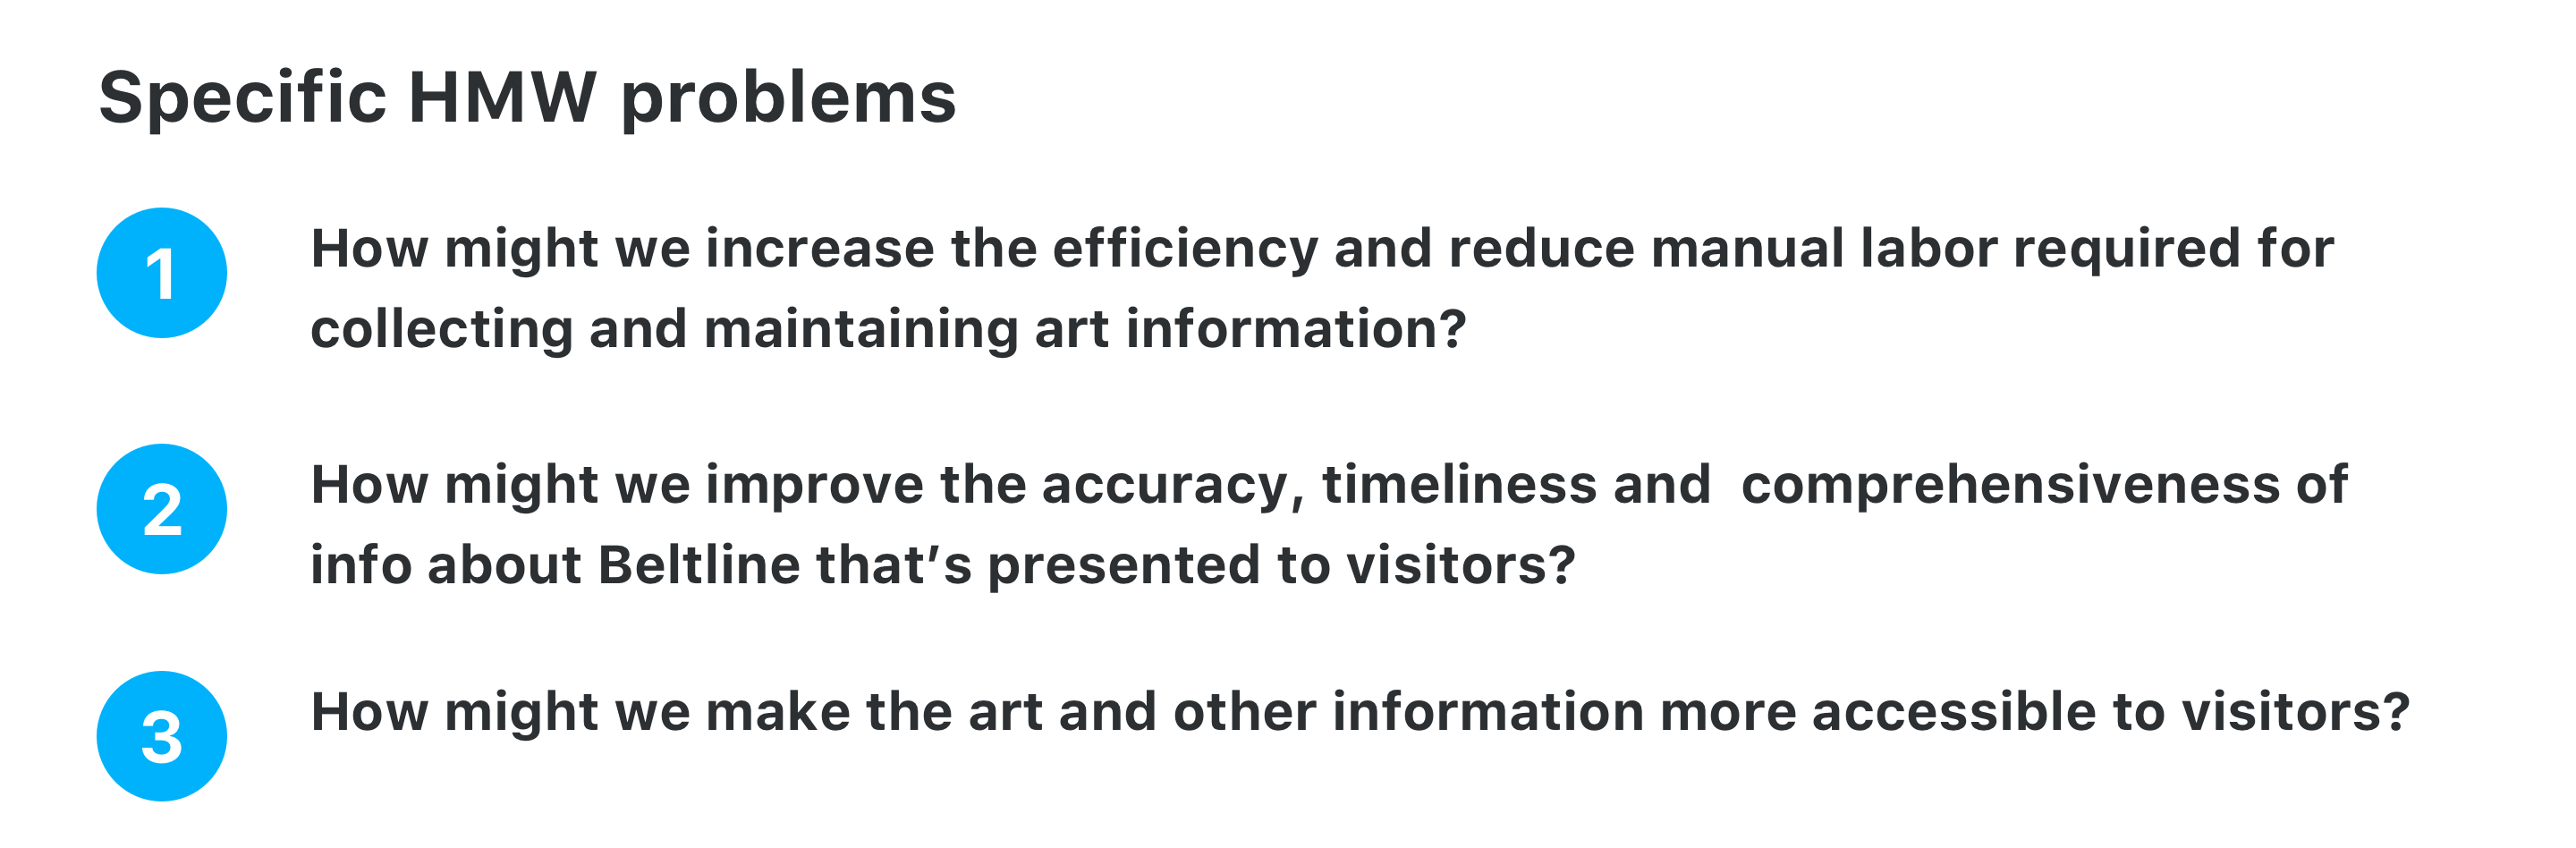 Specific HMW problems
1
How might we increase the efficiency and reduce manual labor required for
collecting and maintaining art information?
2
How might we improve the accuracy, timeliness and  comprehensiveness of
info about Beltline that’s presented to visitors?
3
How might we make the art and other information more accessible to visitors?